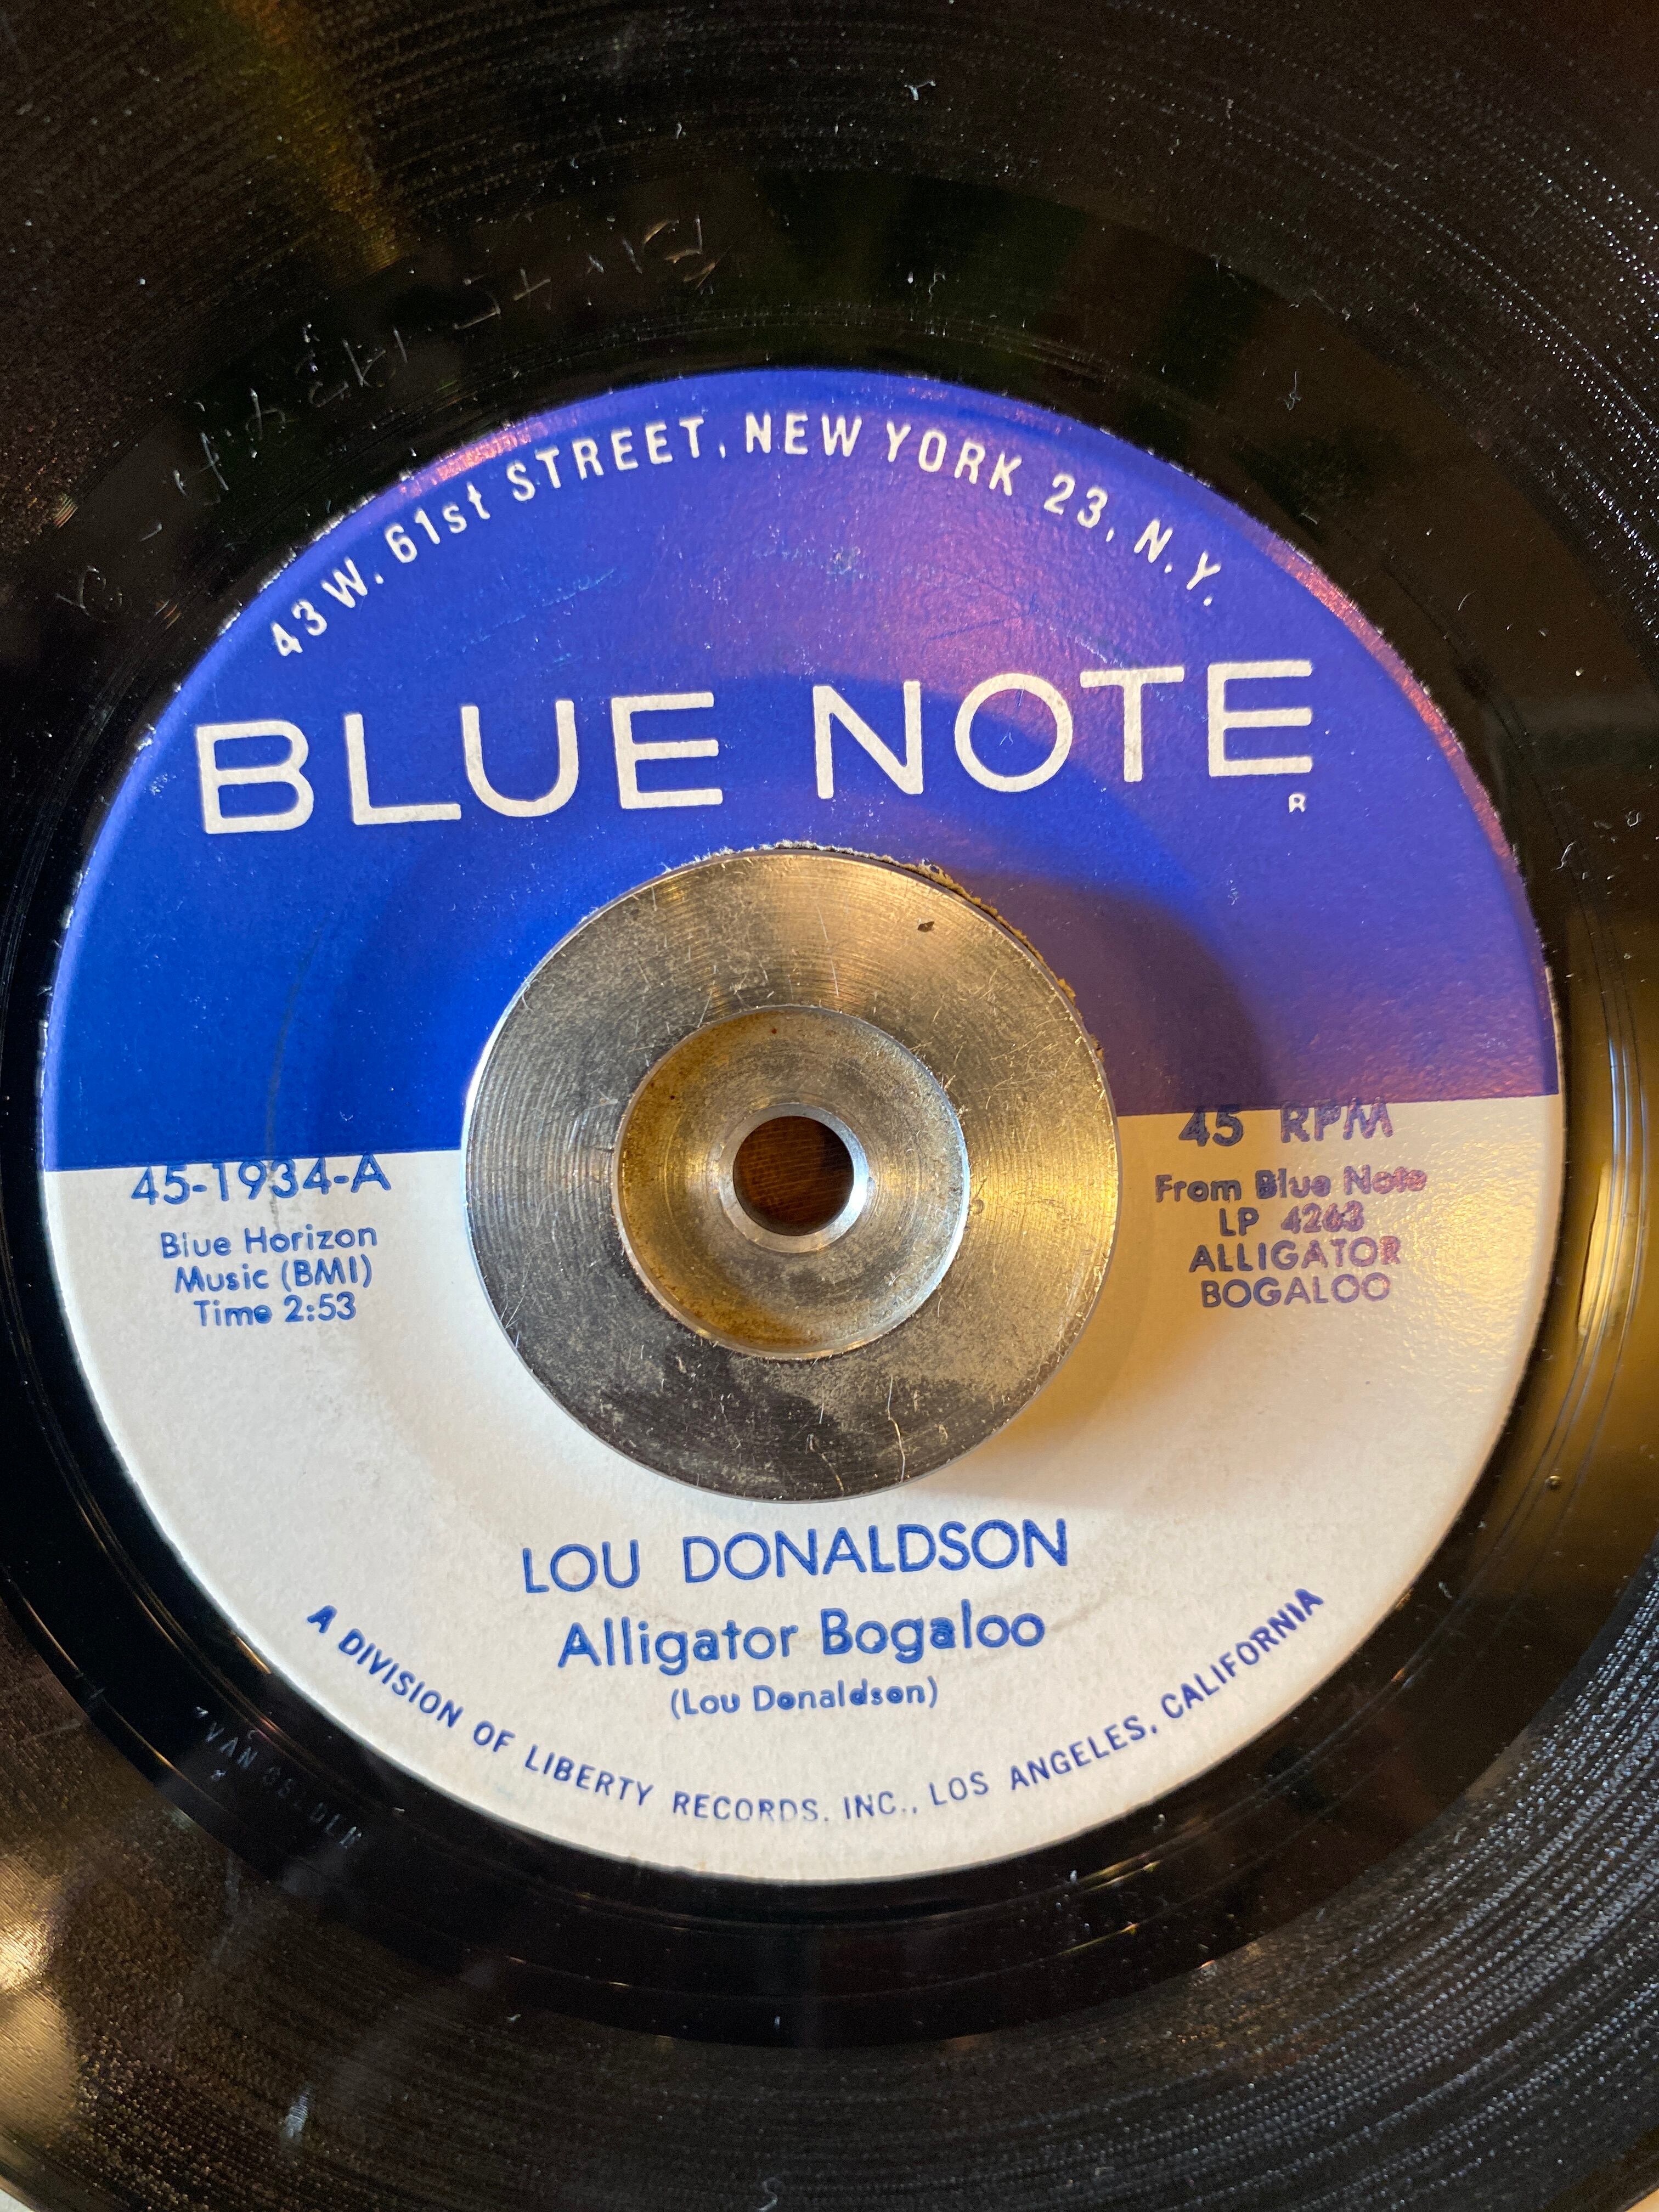 43 W. 61st STREET, NEW YORK 23, N.Y.
BLUE NOTE
R
45-1934-A
Blue Horizon
Music (BMI)
Time 2:53
45 RPM
From Blue Note
LP 4263
ALLIGATOR
BOGALOO
LOU DONALDSON
Alligator Bogaloo
(Lou Donaldson)
A DIVISION OF LIBERTY RECORDS, INC., LOS ANGELES, CALIFORNIA
VAN GELDER